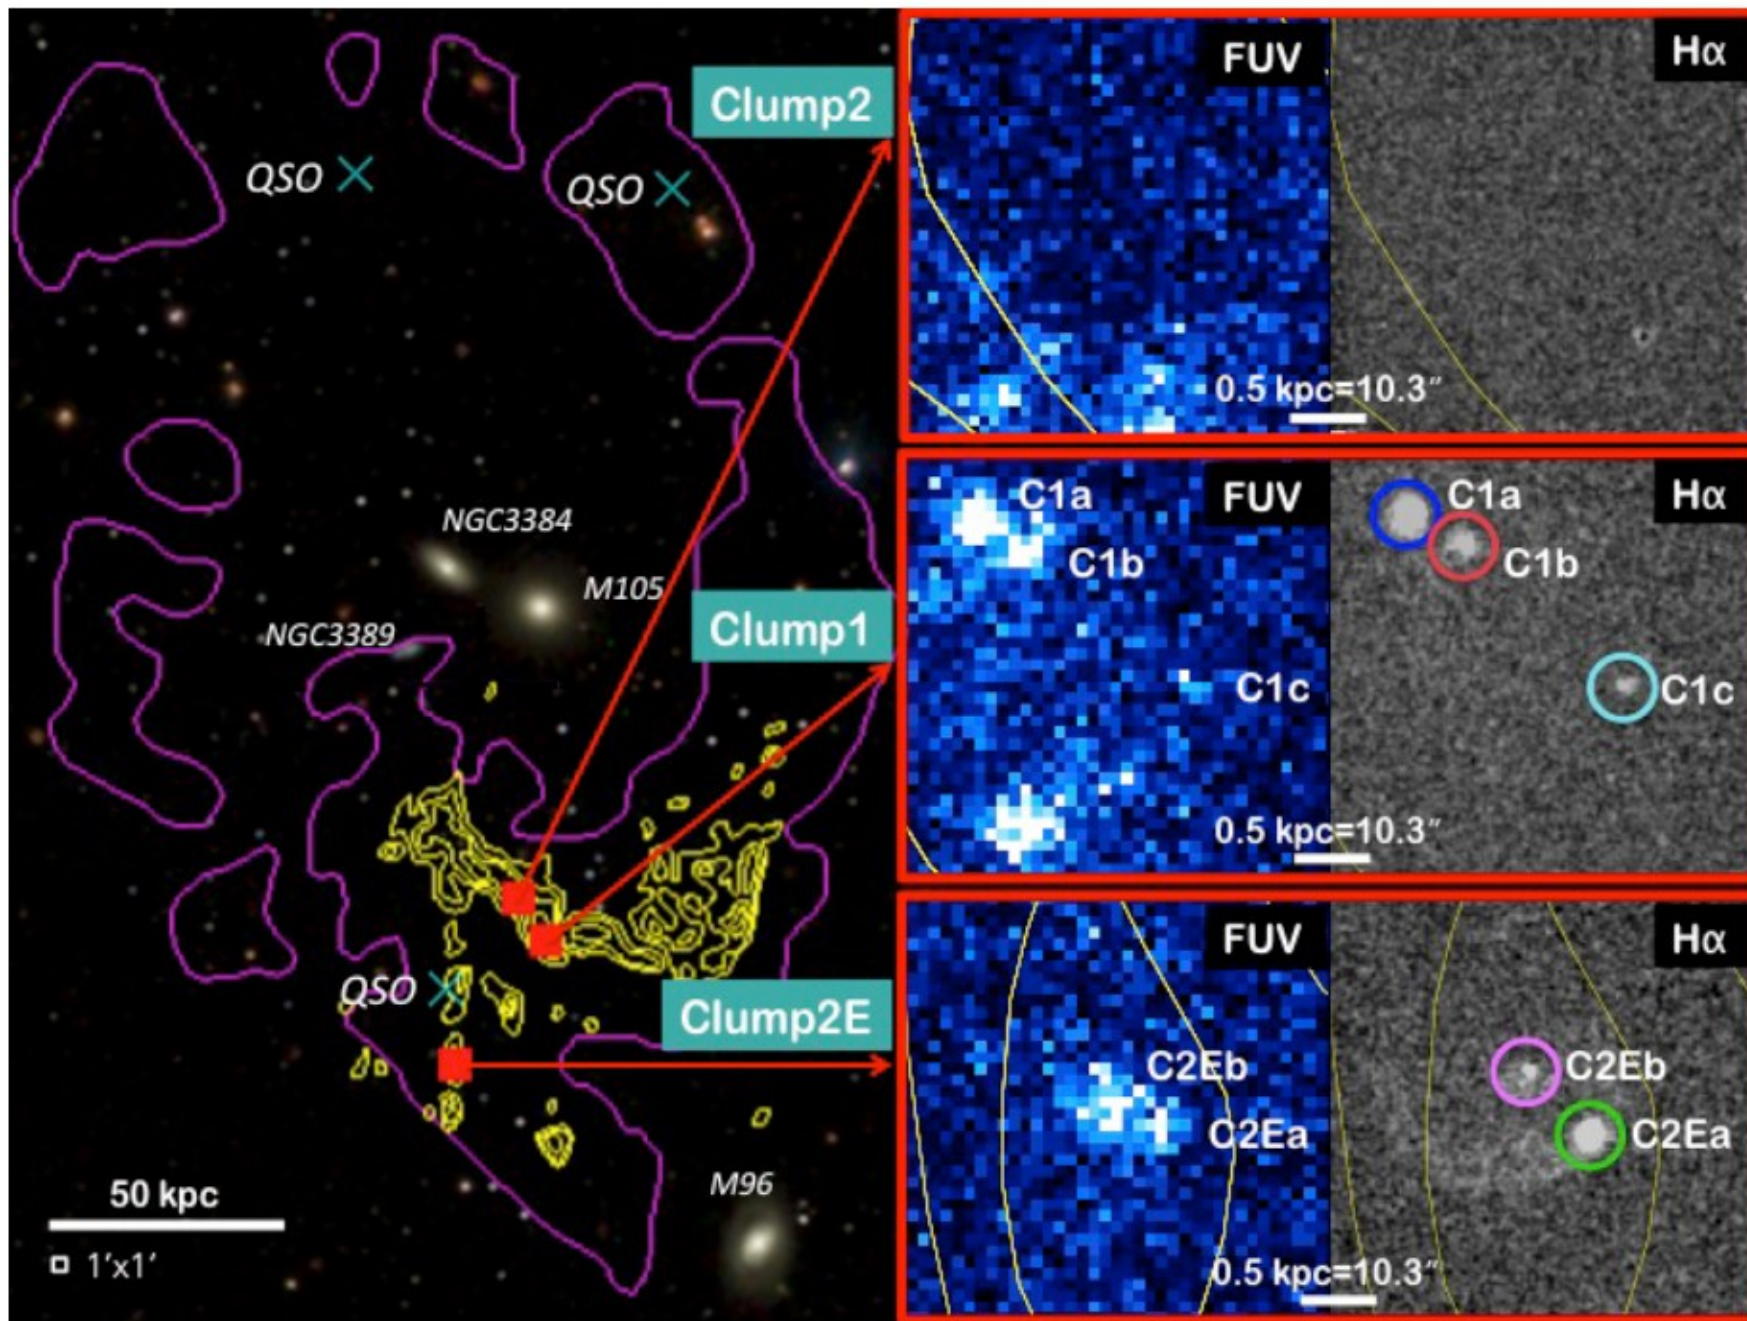 QSO
QSO
NGC3384
M105
NGC3389
QSO
M96
50 kpc
1'x1'
Clump2
Clump1
Clump2E
FUV
Hα
0.5 kpc=10.3"
C1a
C1b
C1c
FUV
C1a
C1b
C1c
Hα
0.5 kpc=10.3"
FUV
C2Eb
C2Ea
Hα
C2Eb
C2Ea
0.5 kpc=10.3"